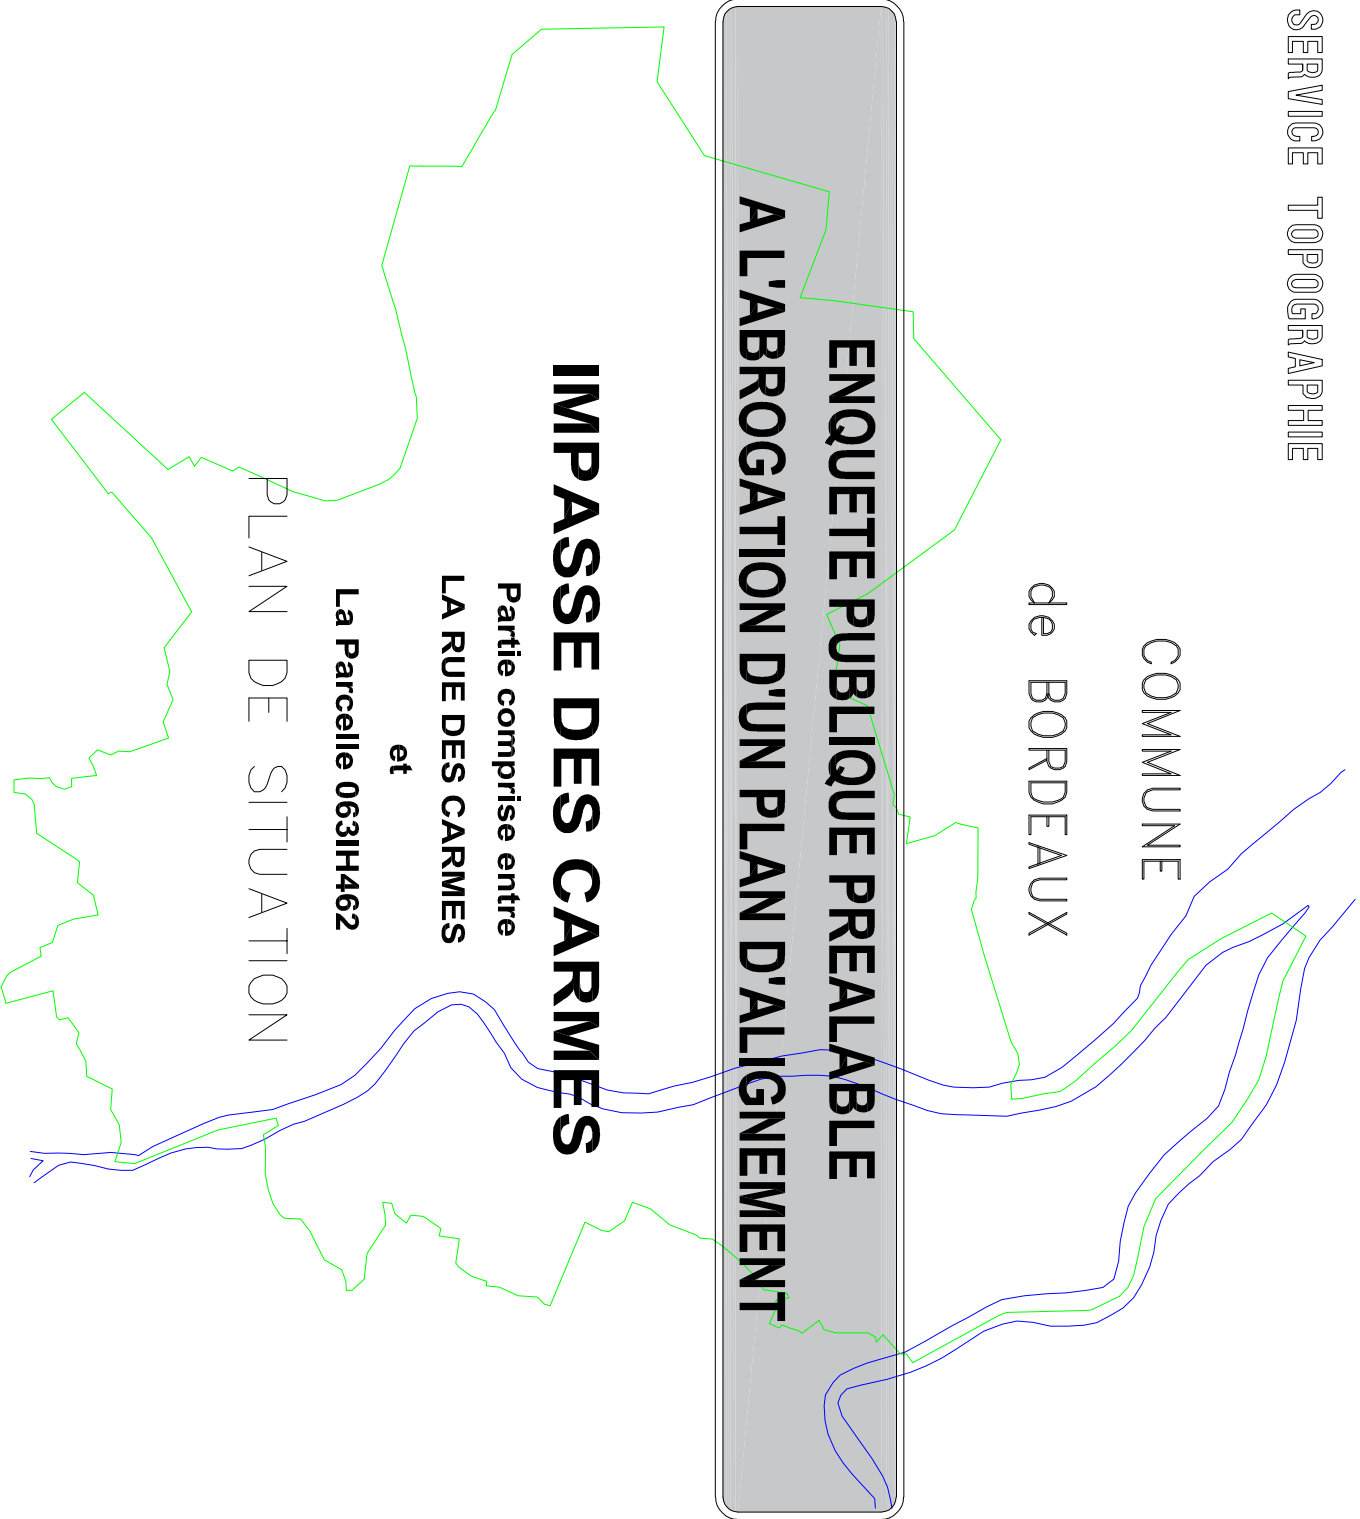 SERVICE TOPOGRAPHIE
COMMUNE
de BORDEAUX
ENQUETE PUBLIQUE PREALABLE
A L'ABROGATION D'UN PLAN D'ALIGNEMENT
IMPASSE DES CARMES
Partie comprise entre
LA RUE DES CARMES
et
La Parcelle 063IH462
PLAN DE SITUATION